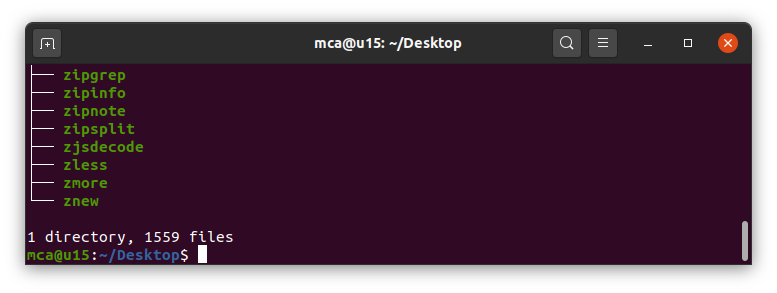 mca@u15: ~/Desktop
├── zipgrep
├── zipinfo
├── zipnote
├── zipsplit
├── zjsdecode
├── zless
├── zmore
└── znew
1 directory, 1559 files
mca@u15:~/Desktop$